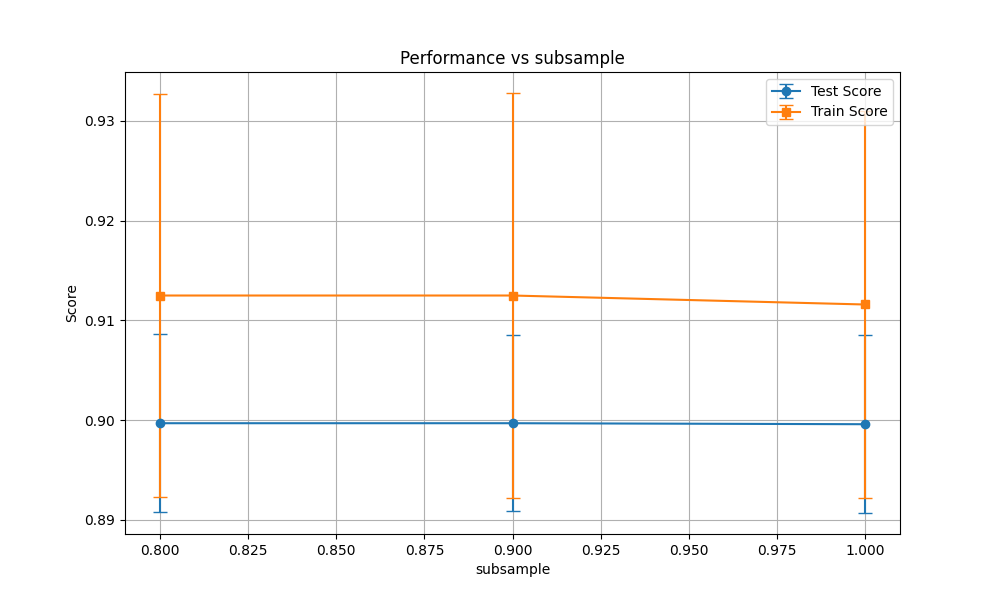 Performance vs subsample
Test Score
Train Score
0.93
0.92
0.91
0.90
0.89
Score
0.800 0.825 0.850 0.875 0.900 0.925 0.950 0.975 1.000
subsample